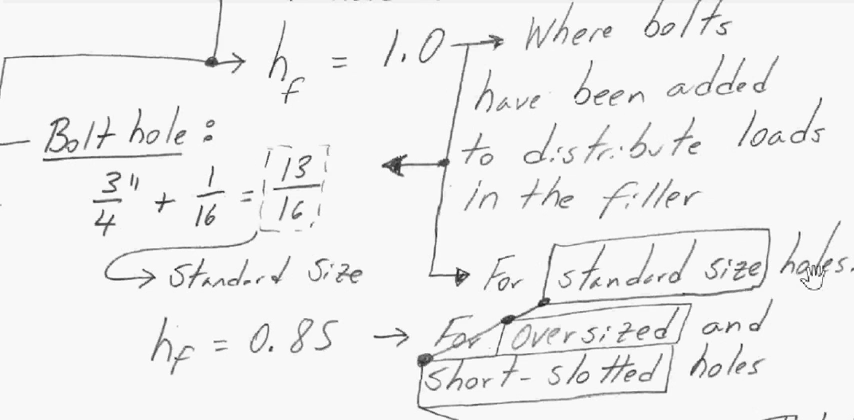 h_f = 1.0 → Where bolts
have been added
to distribute loads
in the filler
Bolt hole:
3/4" + 1/16 = 13/16
→ Standard Size
→ For standard size holes.
h_f = 0.85 → For oversized and
short-slotted holes